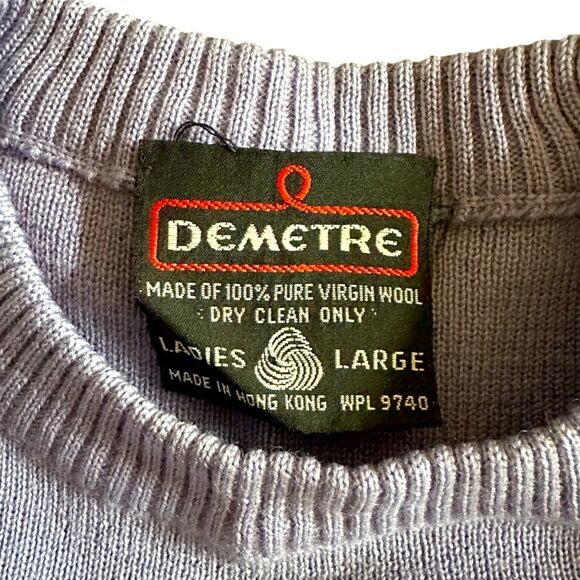 DEMETRE
MADE OF 100% PURE VIRGIN WOOL
DRY CLEAN ONLY
LADIES LARGE
MADE IN HONG KONG WPL 9740